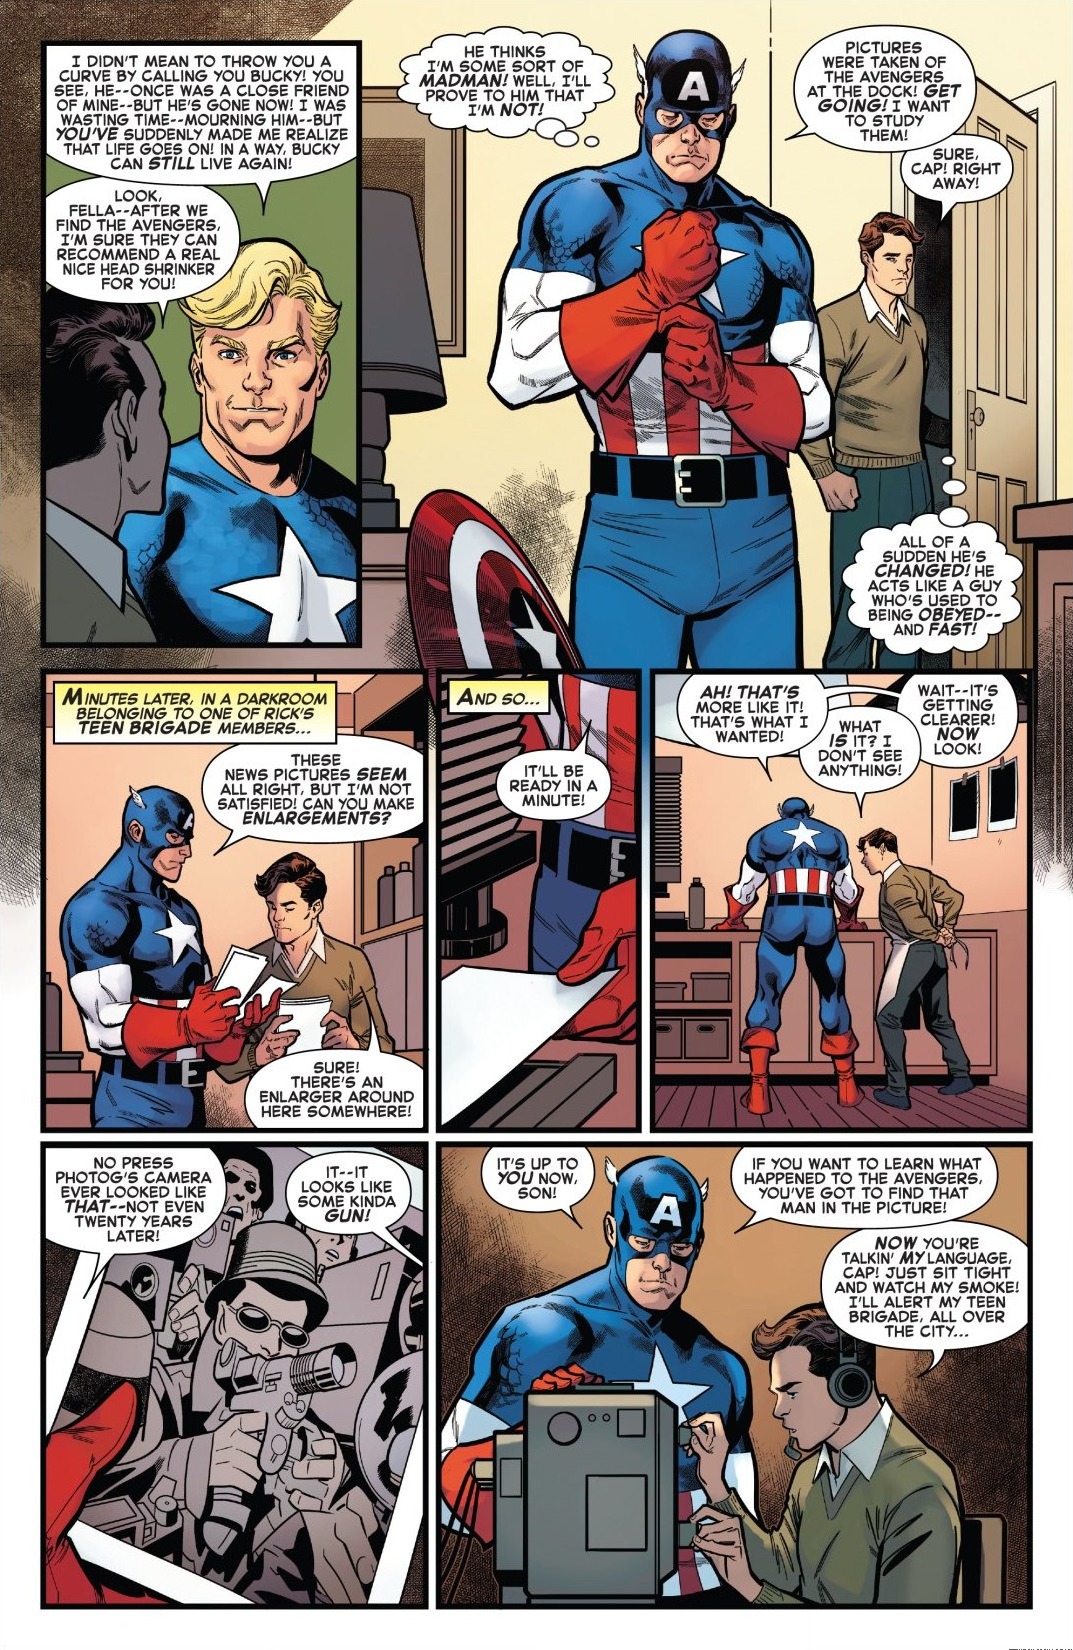 I DIDN'T MEAN TO THROW YOU A
CURVE BY CALLING YOU BUCKY! YOU
SEE, HE--ONCE WAS A CLOSE FRIEND
OF MINE--BUT HE'S GONE NOW! I WAS
WASTING TIME--MOURNING HIM--BUT
YOU'VE SUDDENLY MADE ME REALIZE
THAT LIFE GOES ON! IN A WAY, BUCKY
CAN STILL LIVE AGAIN!
LOOK,
FELLA--AFTER WE
FIND THE AVENGERS,
I'M SURE THEY CAN
RECOMMEND A REAL
NICE HEAD SHRINKER
FOR YOU!
HE THINKS
I'M SOME SORT OF
MADMAN! WELL, I'LL
PROVE TO HIM THAT
I'M NOT!
A
PICTURES
WERE TAKEN OF
THE AVENGERS
AT THE DOCK! GET
GOING! I WANT
TO STUDY
THEM!
SURE,
CAP! RIGHT
AWAY!
ALL OF A
SUDDEN HE'S
CHANGED! HE
ACTS LIKE A GUY
WHO'S USED TO
BEING OBEYED--
AND FAST!
MINUTES LATER, IN A DARKROOM
BELONGING TO ONE OF RICK'S
TEEN BRIGADE MEMBERS...
THESE
NEWS PICTURES SEEM
ALL RIGHT, BUT I'M NOT
SATISFIED! CAN YOU MAKE
ENLARGEMENTS?
SURE!
THERE'S AN
ENLARGER AROUND
HERE SOMEWHERE!
AND SO...
IT'LL BE
READY IN A
MINUTE!
AH! THAT'S
MORE LIKE IT!
THAT'S WHAT I
WANTED!
WHAT
IS IT? I
DON'T SEE
ANYTHING!
WAIT--IT'S
GETTING
CLEARER!
NOW
LOOK!
NO PRESS
PHOTOG'S CAMERA
EVER LOOKED LIKE
THAT--NOT EVEN
TWENTY YEARS
LATER!
IT--IT
LOOKS LIKE
SOME KINDA
GUN!
IT'S UP TO
YOU NOW,
SON!
A
IF YOU WANT TO LEARN WHAT
HAPPENED TO THE AVENGERS,
YOU'VE GOT TO FIND THAT
MAN IN THE PICTURE!
NOW YOU'RE
TALKIN' MY LANGUAGE,
CAP! JUST SIT TIGHT
AND WATCH MY SMOKE!
I'LL ALERT MY TEEN
BRIGADE, ALL OVER
THE CITY...